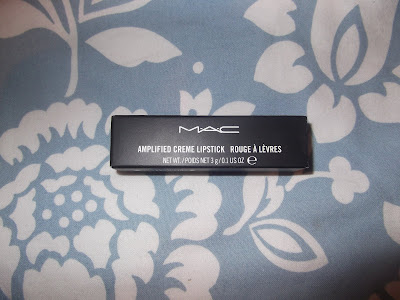 MAC
AMPLIFIED CREME LIPSTICK ROUGE À LÈVRES
NET WT./POIDS NET 3 g/0.1 US OZ ℮